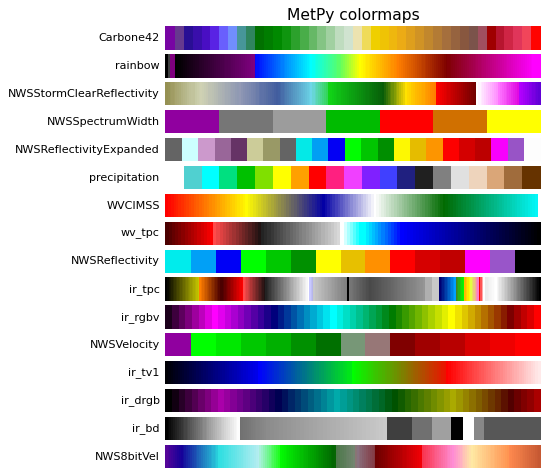 MetPy colormaps
Carbone42
rainbow
NWSStormClearReflectivity
NWSSpectrumWidth
NWSReflectivityExpanded
precipitation
WVCIMSS
wv_tpc
NWSReflectivity
ir_tpc
ir_rgbv
NWSVelocity
ir_tv1
ir_drgb
ir_bd
NWS8bitVel